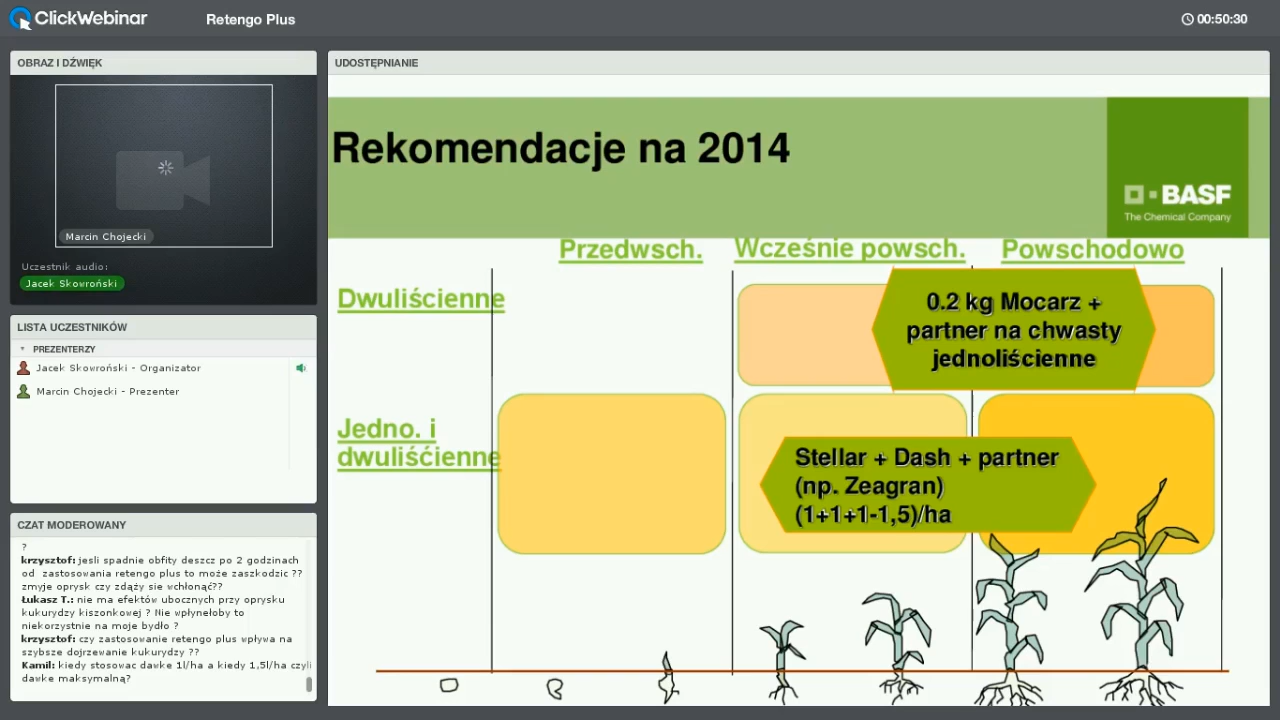 ClickWebinar
Retengo Plus
00:50:30
OBRAZ I DŹWIĘK
Marcin Chojecki
Uczestnik audio:
Jacek Skowroński
LISTA UCZESTNIKÓW
PREZENTERZY
Jacek Skowroński - Organizator
Marcin Chojecki - Prezenter
CZAT MODEROWANY
?
krzysztof: jesli spadnie obfity deszcz po 2 godzinach
od zastosowania retengo plus to może zaszkodzic ??
zmyje oprysk czy zdąży sie wchłonąć??
Łukasz T.: nie ma efektów ubocznych przy oprysku
kukurydzy kiszonkowej ? Nie wpłynełoby to
niekorzystnie na moje bydło ?
krzysztof: czy zastosowanie retengo plus wpływa na
szybsze dojrzewanie kukurydzy ??
Kamil: kiedy stosowac dawke 1l/ha a kiedy 1,5l/ha czyli
dawke maksymalną?
UDOSTĘPNIANIE
Rekomendacje na 2014
BASF
The Chemical Company
Przedwsch.
Wcześnie powsch.
Powschodowo
Dwuliścienne
0.2 kg Mocarz +
partner na chwasty
jednoliścienne
Jedno. i
dwuliśćienne
Stellar + Dash + partner
(np. Zeagran)
(1+1+1-1,5)/ha